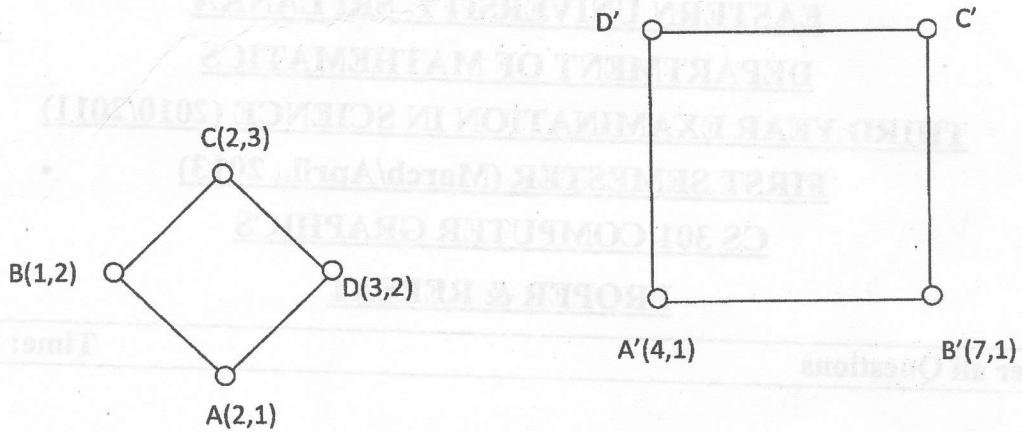 EASTERN UNIVERSITY, SRI LANKA
D′ C′
DEPARTMENT OF MATHEMATICS
THIRD YEAR EXAMINATION IN SCIENCE (2010/2011)
C(2,3)
FIRST SEMESTER (March/April., 2013)
CS 301 COMPUTER GRAPHICS
B(1,2) D(3,2)
PROPER &
Time:
A′(4,1) B′(7,1)
all Questions
A(2,1)